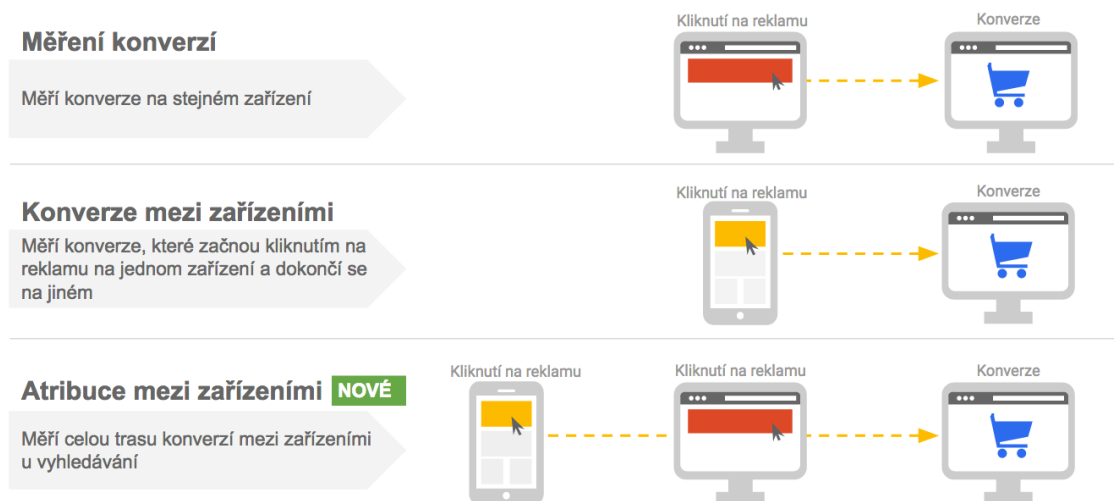 Kliknutí na reklamu
Konverze
Měření konverzí
Měří konverze na stejném zařízení
Kliknutí na reklamu
Konverze
Konverze mezi zařízeními
Měří konverze, které začnou kliknutím na
reklamu na jednom zařízení a dokončí se
na jiném
Kliknutí na reklamu
Kliknutí na reklamu
Konverze
Atribuce mezi zařízeními NOVÉ
Měří celou trasu konverzí mezi zařízeními
u vyhledávání